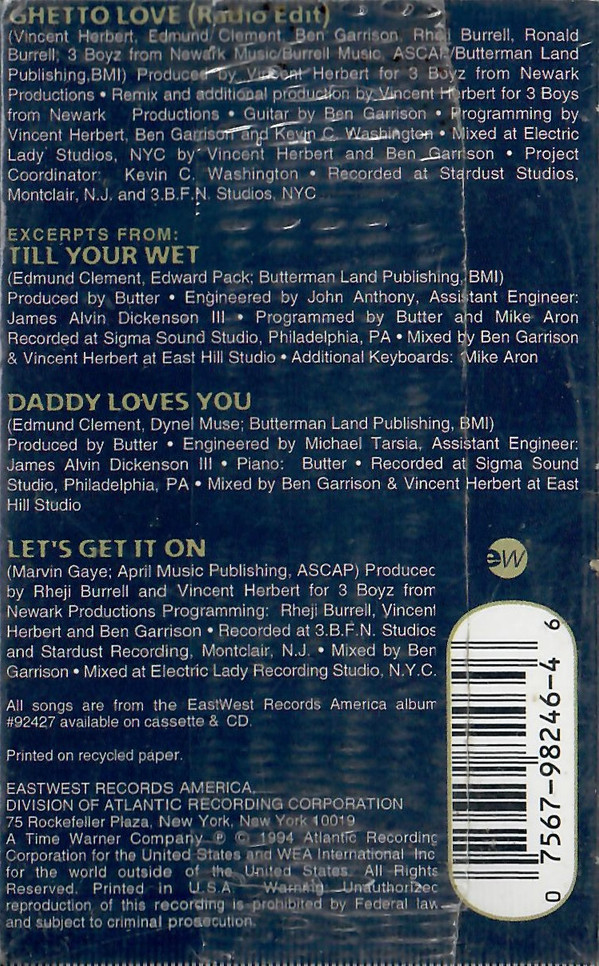 GHETTO LOVE (Radio Edit)
(Vincent Herbert, Edmund Clement, Ben Garrison, Rheji Burrell, Ronald
Burrell; 3 Boyz from Newark Music/Burrell Music, ASCAP/Butterman Land
Publishing,BMI) Produced by Vincent Herbert for 3 Boyz from Newark
Productions • Remix and additional production by Vincent Herbert for 3 Boys
from Newark Productions • Guitar by Ben Garrison • Programming by
Vincent Herbert, Ben Garrison and Kevin C. Washington • Mixed at Electric
Lady Studios, NYC by Vincent Herbert and Ben Garrison • Project
Coordinator: Kevin C. Washington • Recorded at Stardust Studios,
Montclair, N.J. and 3.B.F.N. Studios, NYC
EXCERPTS FROM:
TILL YOUR WET
(Edmund Clement, Edward Pack; Butterman Land Publishing, BMI)
Produced by Butter • Engineered by John Anthony, Assistant Engineer:
James Alvin Dickenson III • Programmed by Butter and Mike Aron
Recorded at Sigma Sound Studio, Philadelphia, PA • Mixed by Ben Garrison
& Vincent Herbert at East Hill Studio • Additional Keyboards: Mike Aron
DADDY LOVES YOU
(Edmund Clement, Dynel Muse; Butterman Land Publishing, BMI)
Produced by Butter • Engineered by Michael Tarsia, Assistant Engineer:
James Alvin Dickenson III • Piano: Butter • Recorded at Sigma Sound
Studio, Philadelphia, PA • Mixed by Ben Garrison & Vincent Herbert at East
Hill Studio
LET'S GET IT ON
(Marvin Gaye; April Music Publishing, ASCAP) Produced
by Rheji Burrell and Vincent Herbert for 3 Boyz from
Newark Productions Programming: Rheji Burrell, Vincent
Herbert and Ben Garrison • Recorded at 3.B.F.N. Studios
and Stardust Recording, Montclair, N.J. • Mixed by Ben
Garrison • Mixed at Electric Lady Recording Studio, N.Y.C.
All songs are from the EastWest Records America album
#92427 available on cassette & CD.
Printed on recycled paper.
EASTWEST RECORDS AMERICA,
DIVISION OF ATLANTIC RECORDING CORPORATION
75 Rockefeller Plaza, New York, New York 10019
A Time Warner Company ℗ © 1994 Atlantic Recording
Corporation for the United States and WEA International Inc.
for the world outside of the United States. All Rights
Reserved. Printed in U.S.A. Warning: Unauthorized
reproduction of this recording is prohibited by Federal law
and subject to criminal prosecution.
ew
0 7567-98246-4 6